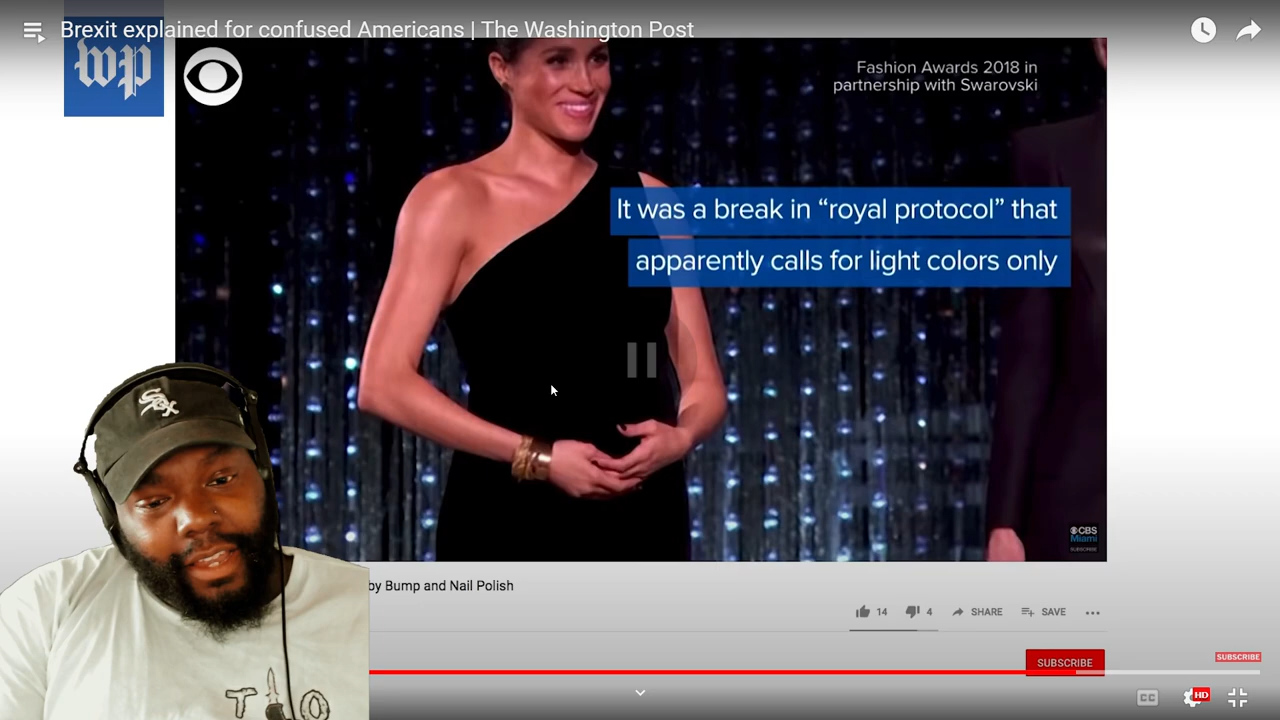 Brexit explained for confused Americans | The Washington Post
wp
Fashion Awards 2018 in
partnership with Swarovski
It was a break in “royal protocol” that
apparently calls for light colors only
Sox
CBS
Miami
SUBSCRIBE
by Bump and Nail Polish
14
4
SHARE
SAVE
SUBSCRIBE
SUBSCRIBE
CC
HD